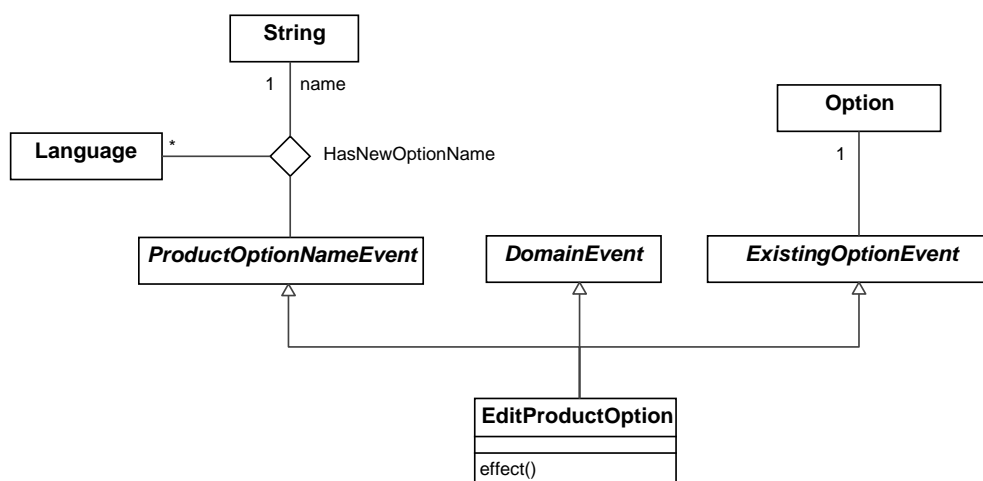 String
1 name
Option
Language
*
HasNewOptionName
1
ProductOptionNameEvent
DomainEvent
ExistingOptionEvent
EditProductOption
effect()